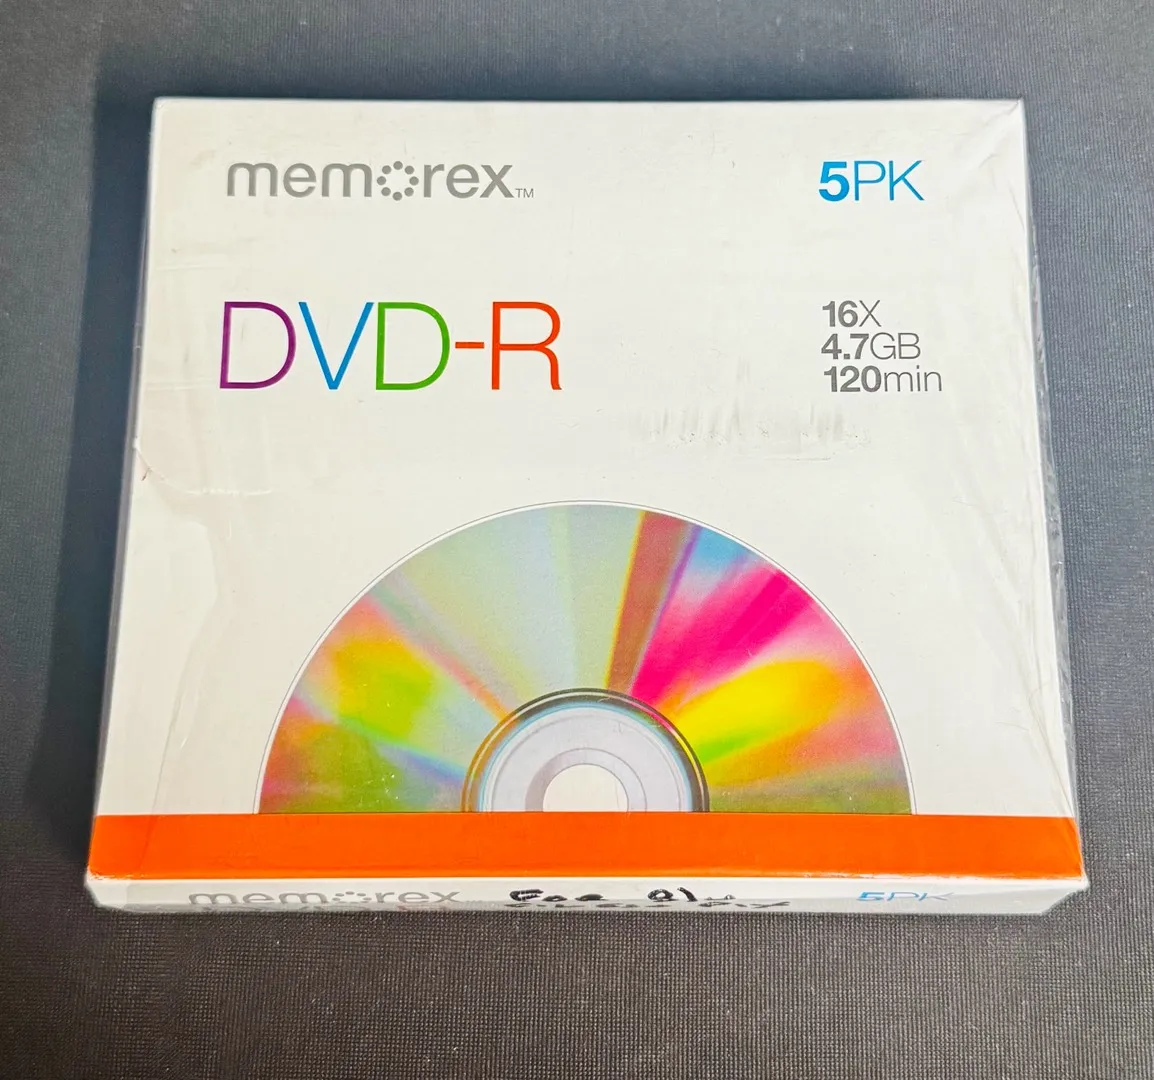 memorex™
5PK
DVD-R
16X
4.7GB
120min
memorex
5PK